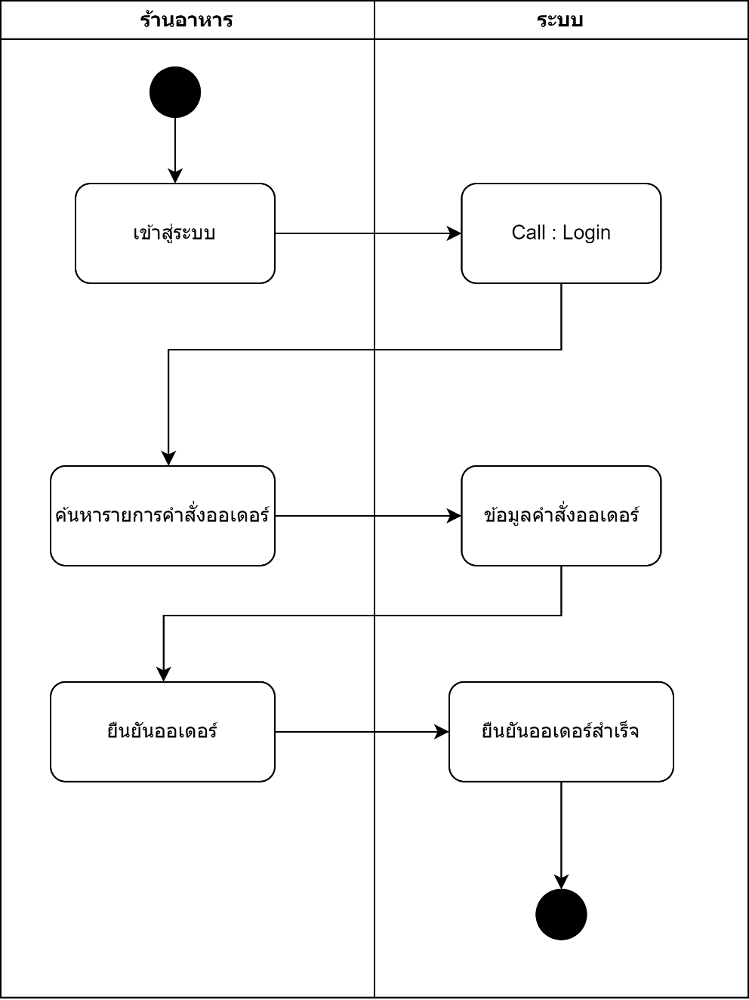 ร้านอาหาร
ระบบ
เข้าสู่ระบบ
Call : Login
ค้นหารายการคำสั่งออเดอร์
ข้อมูลคำสั่งออเดอร์
ยืนยันออเดอร์
ยืนยันออเดอร์สำเร็จ